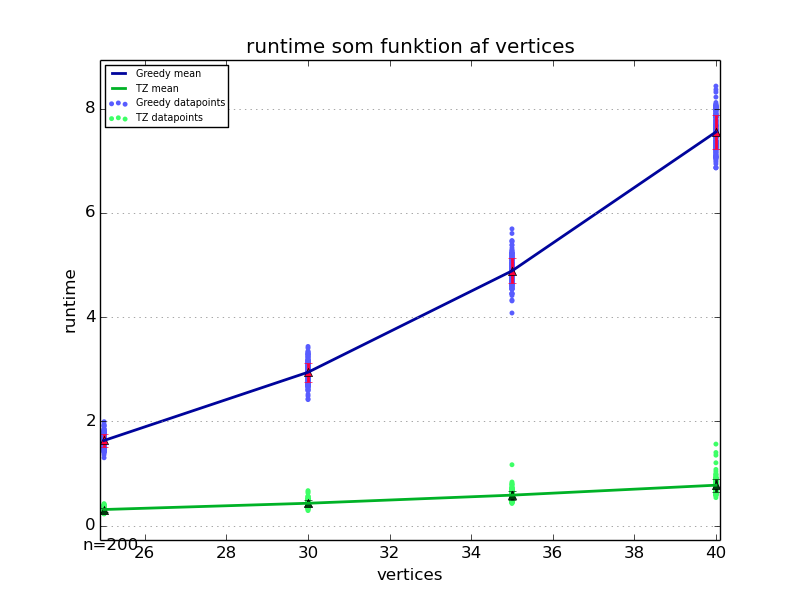 runtime som funktion af vertices
Greedy mean
TZ mean
Greedy datapoints
TZ datapoints
8
6
4
2
0
runtime
n=200
26 28 30 32 34 36 38 40
vertices